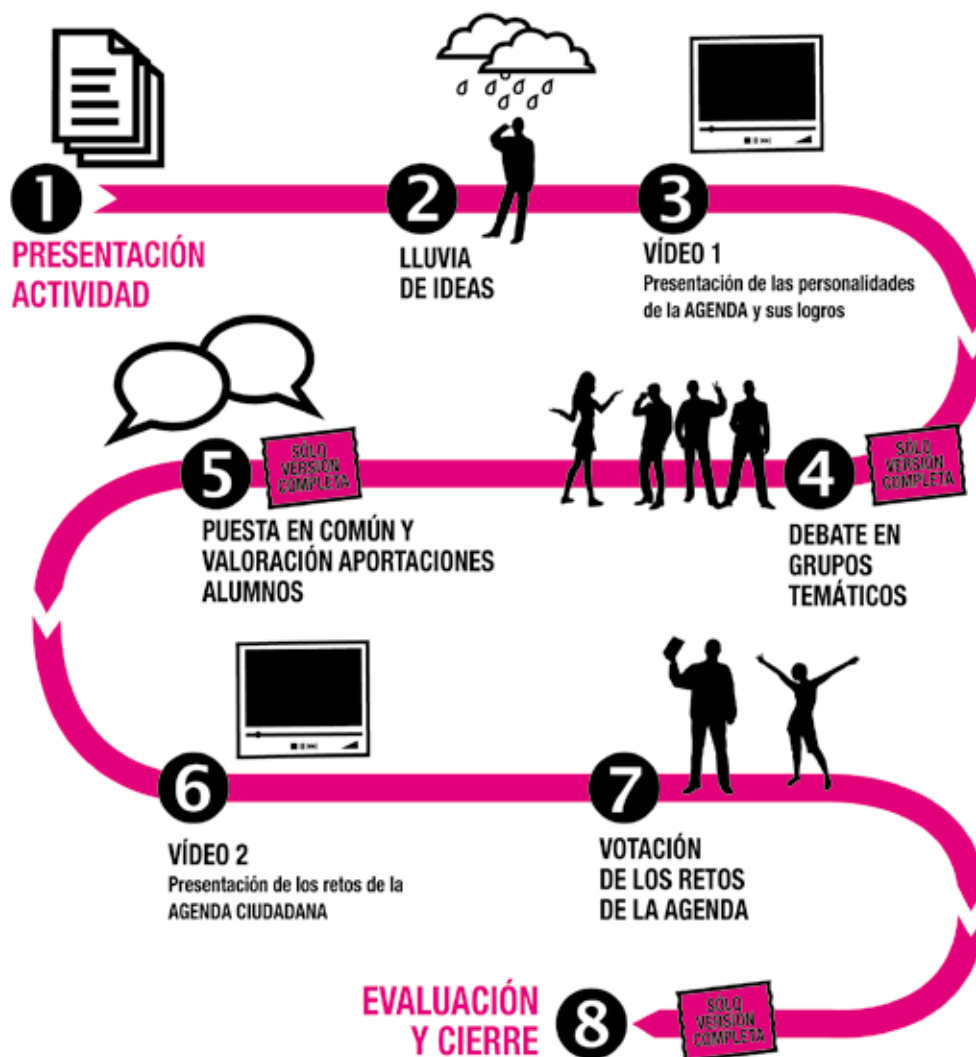 1
PRESENTACIÓN
ACTIVIDAD
2
LLUVIA
DE IDEAS
3
VÍDEO 1
Presentación de las personalidades
de la AGENDA y sus logros
4
SÓLO
VERSIÓN
COMPLETA
DEBATE EN
GRUPOS
TEMÁTICOS
5
SÓLO
VERSIÓN
COMPLETA
PUESTA EN COMÚN Y
VALORACIÓN APORTACIONES
ALUMNOS
6
VÍDEO 2
Presentación de los retos de la
AGENDA CIUDADANA
7
VOTACIÓN
DE LOS RETOS
DE LA AGENDA
EVALUACIÓN
Y CIERRE
8
SÓLO
VERSIÓN
COMPLETA